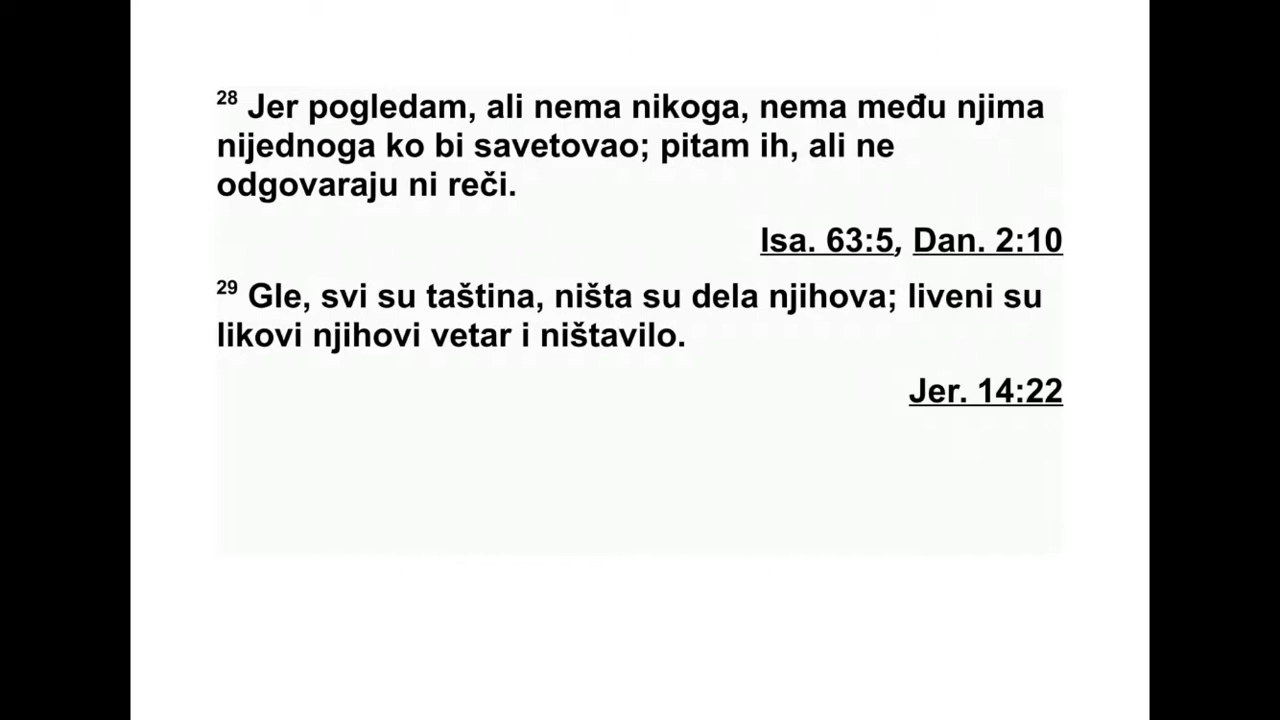 28 Jer pogledam, ali nema nikoga, nema među njima
nijednoga ko bi savetovao; pitam ih, ali ne
odgovaraju ni reči.
Isa. 63:5, Dan. 2:10
29 Gle, svi su taština, ništa su dela njihova; liveni su
likovi njihovi vetar i ništavilo.
Jer. 14:22